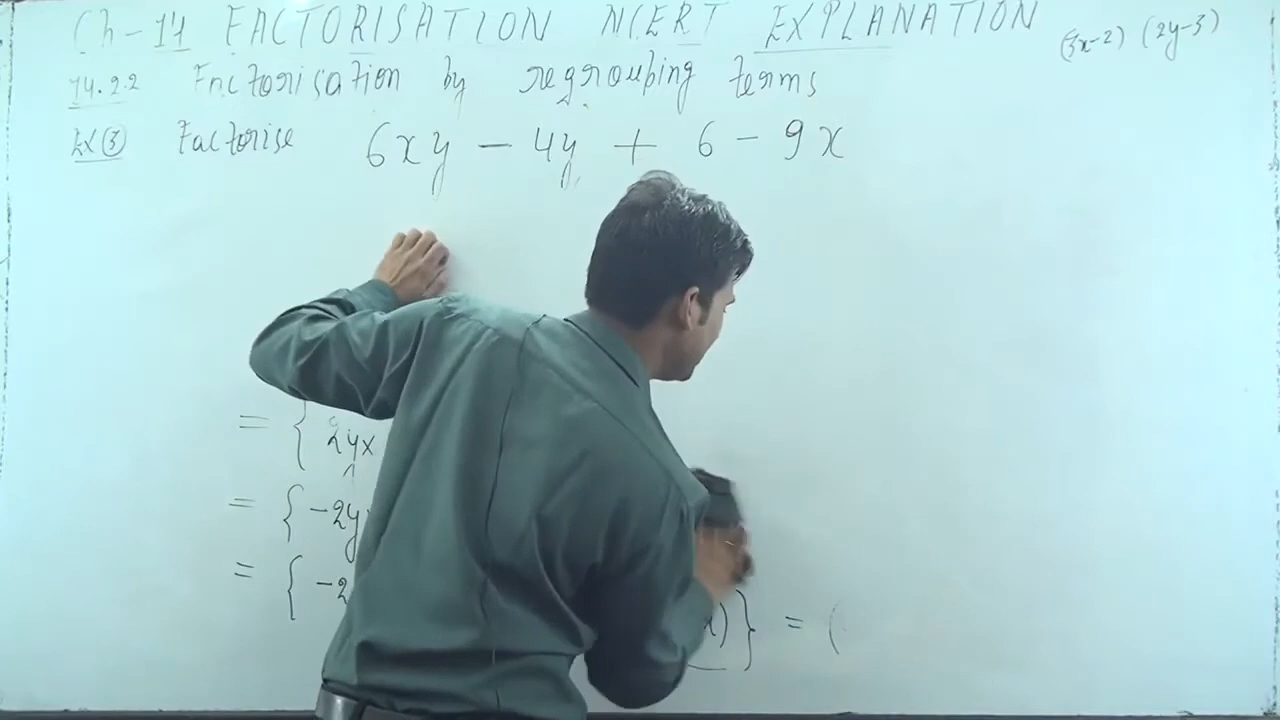 Ch-14 FACTORISATION NCERT EXPLANATION
(3x-2) (2y-3)
14.2.2 Factorisation by regrouping terms
Ex ③ Factorise 6xy - 4y + 6 - 9x
= { 2yx
= { -2y
= { -2
x) } = (